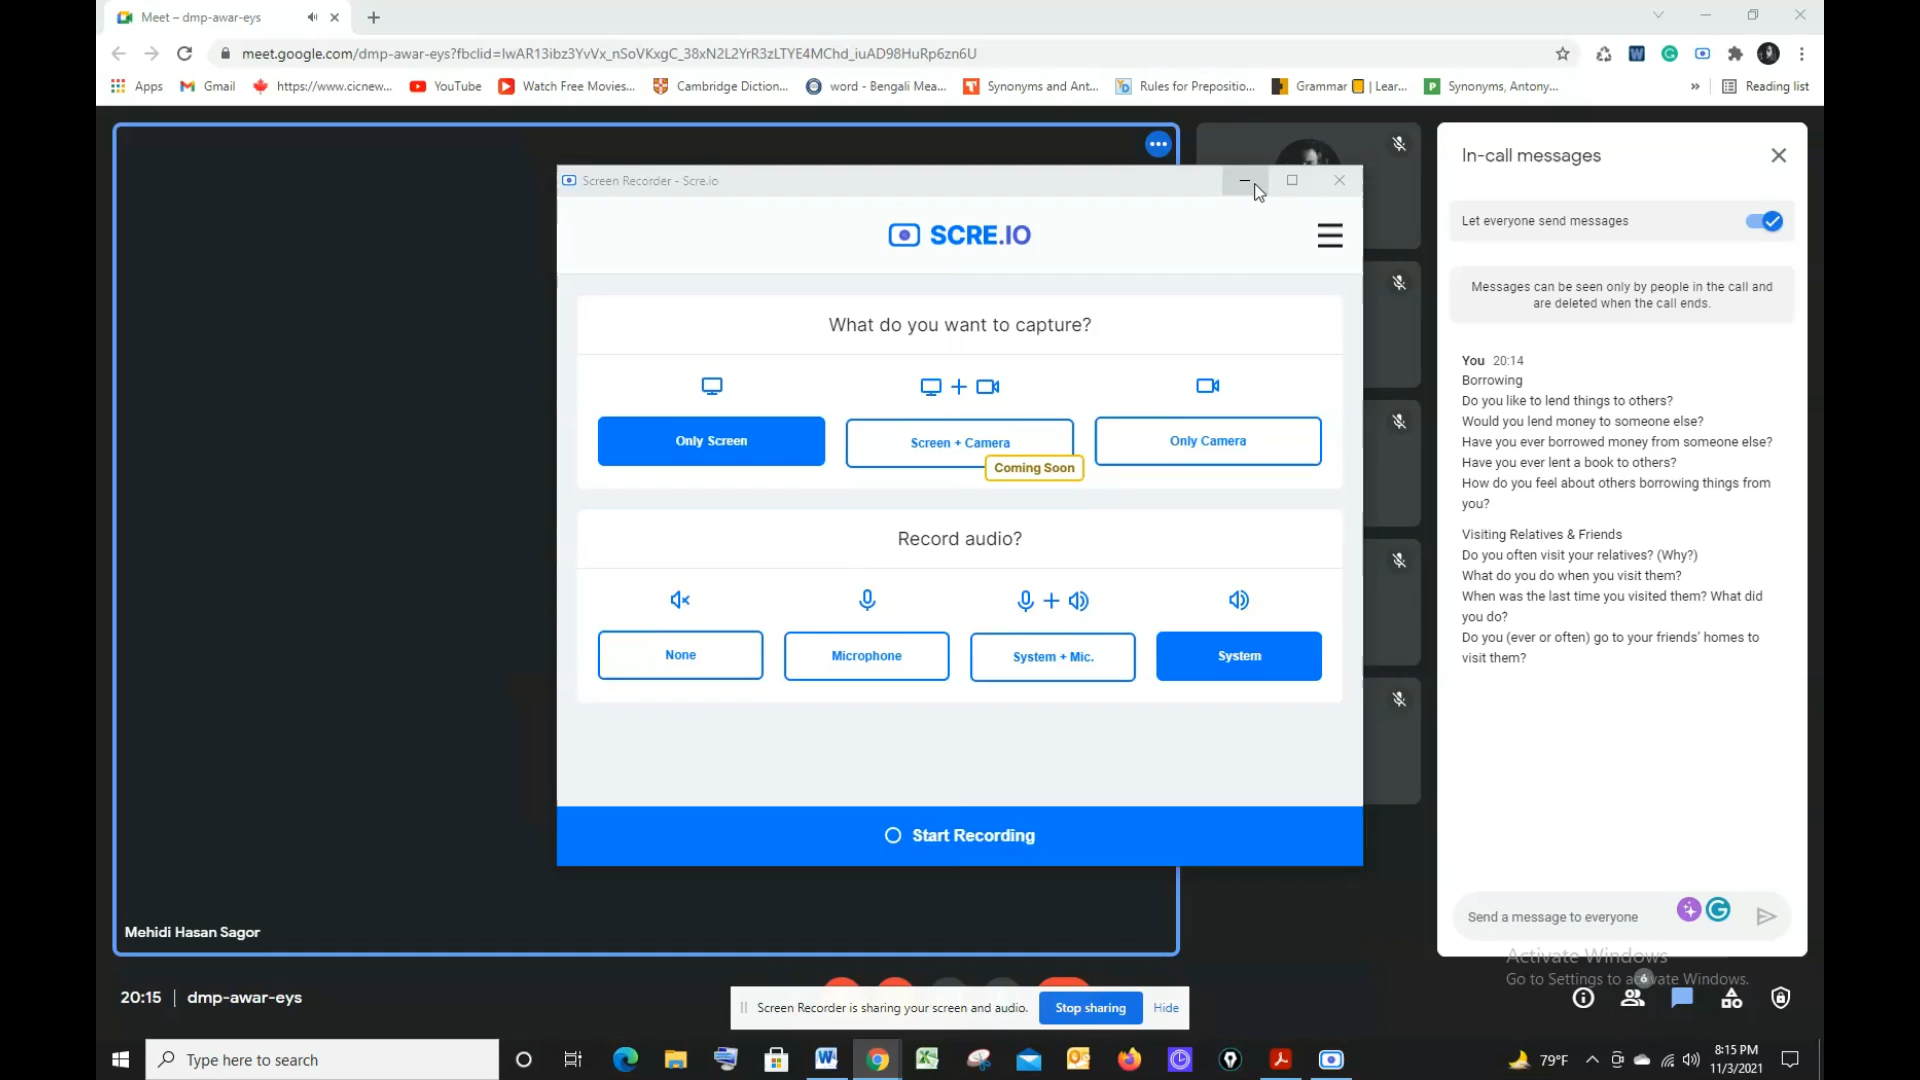 Meet – dmp-awar-eys
meet.google.com/dmp-awar-eys?fbclid=IwAR13ibz3YvVx_nSoVKxgC_38xN2L2YrR3zLTYE4MChd_iuAD98HuRp6zn6U
Apps
Gmail
https://www.cicnew...
YouTube
Watch Free Movies...
Cambridge Diction...
word - Bengali Mea...
Synonyms and Ant...
Rules for Prepositio...
Grammar 📒 | Lear...
Synonyms, Antony...
»
Reading list
Screen Recorder - Scre.io
SCRE.IO
What do you want to capture?
Only Screen
Screen + Camera
Only Camera
Coming Soon
Record audio?
None
Microphone
System + Mic.
System
Start Recording
Mehidi Hasan Sagor
In-call messages
Let everyone send messages
Messages can be seen only by people in the call and
are deleted when the call ends.
You 20:14
Borrowing
Do you like to lend things to others?
Would you lend money to someone else?
Have you ever borrowed money from someone else?
Have you ever lent a book to others?
How do you feel about others borrowing things from
you?
Visiting Relatives & Friends
Do you often visit your relatives? (Why?)
What do you do when you visit them?
When was the last time you visited them? What did
you do?
Do you (ever or often) go to your friends' homes to
visit them?
Send a message to everyone
Activate Windows
Go to Settings to activate Windows.
6
20:15 | dmp-awar-eys
Screen Recorder is sharing your screen and audio.
Stop sharing
Hide
Type here to search
79°F
8:15 PM
11/3/2021